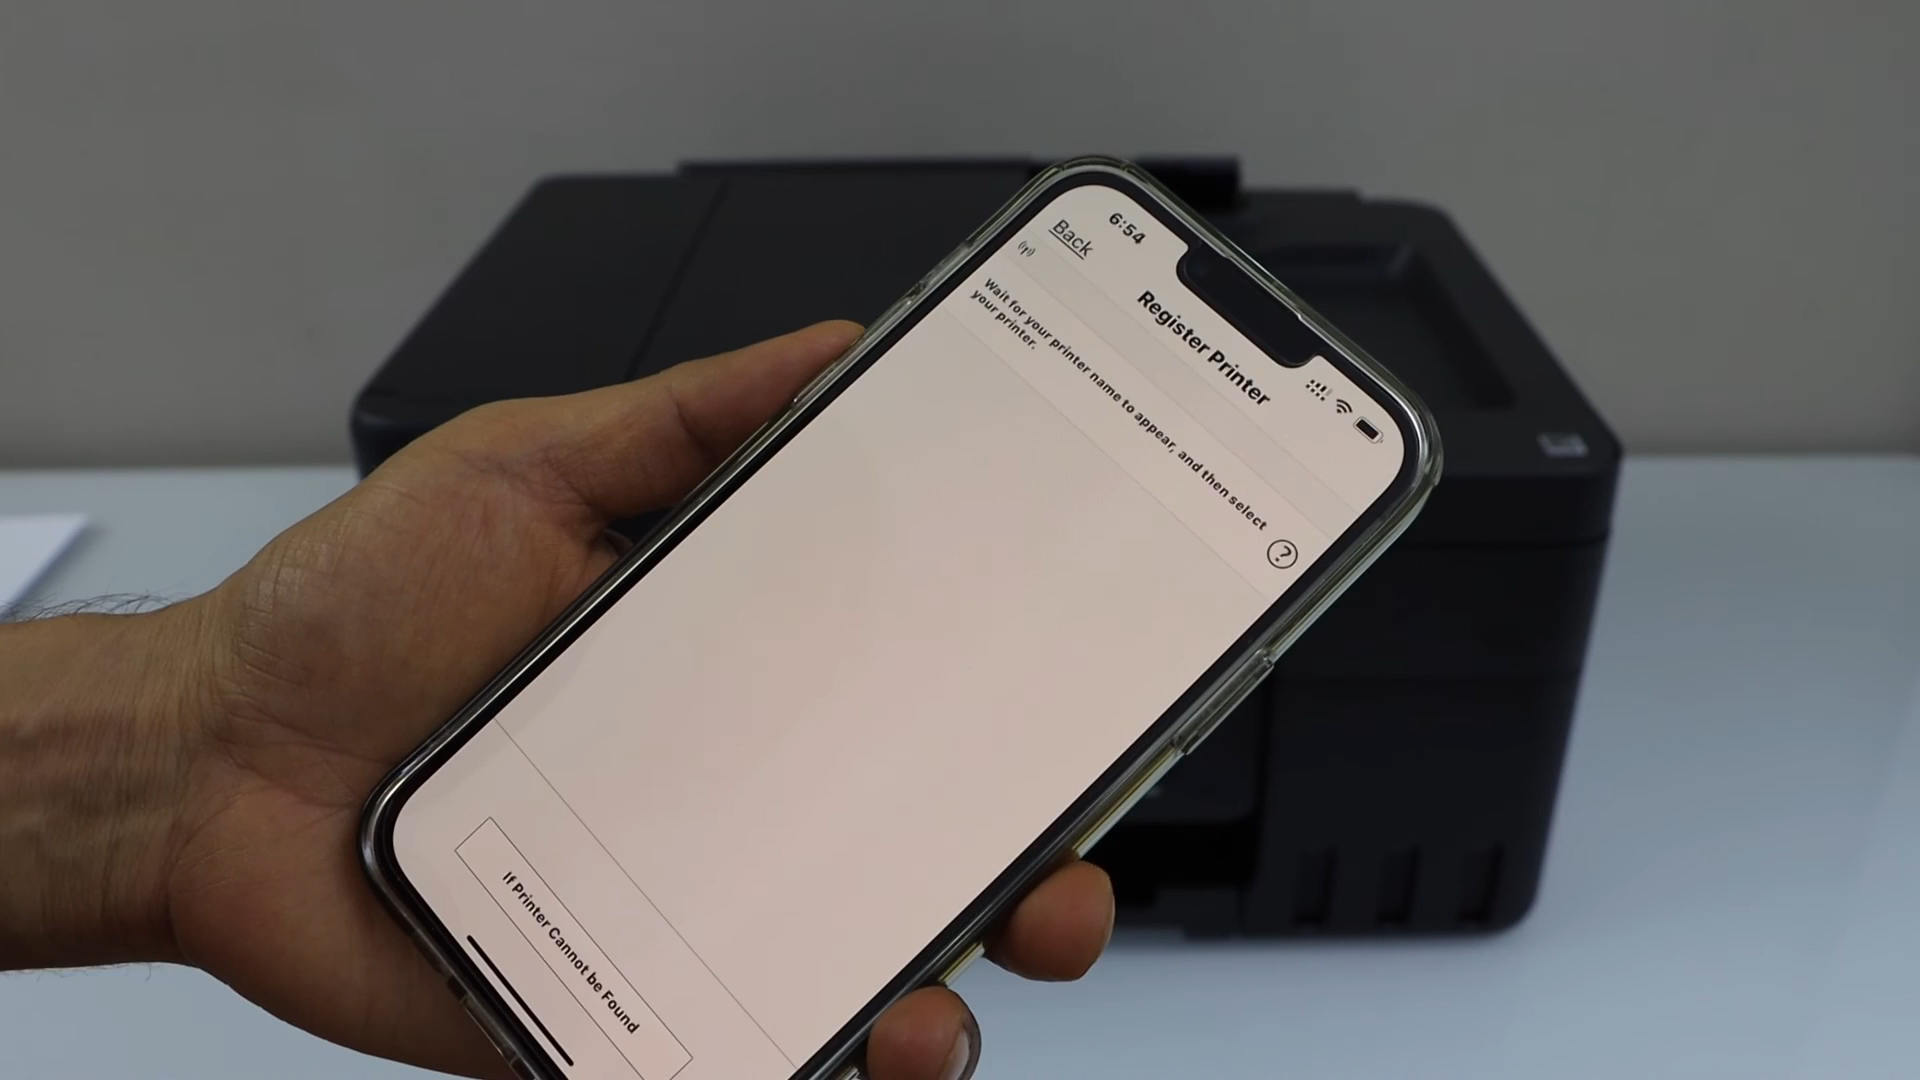 6:54
Back
Register Printer
Wait for your printer name to appear, and then select
your printer.
?
If Printer Cannot be Found